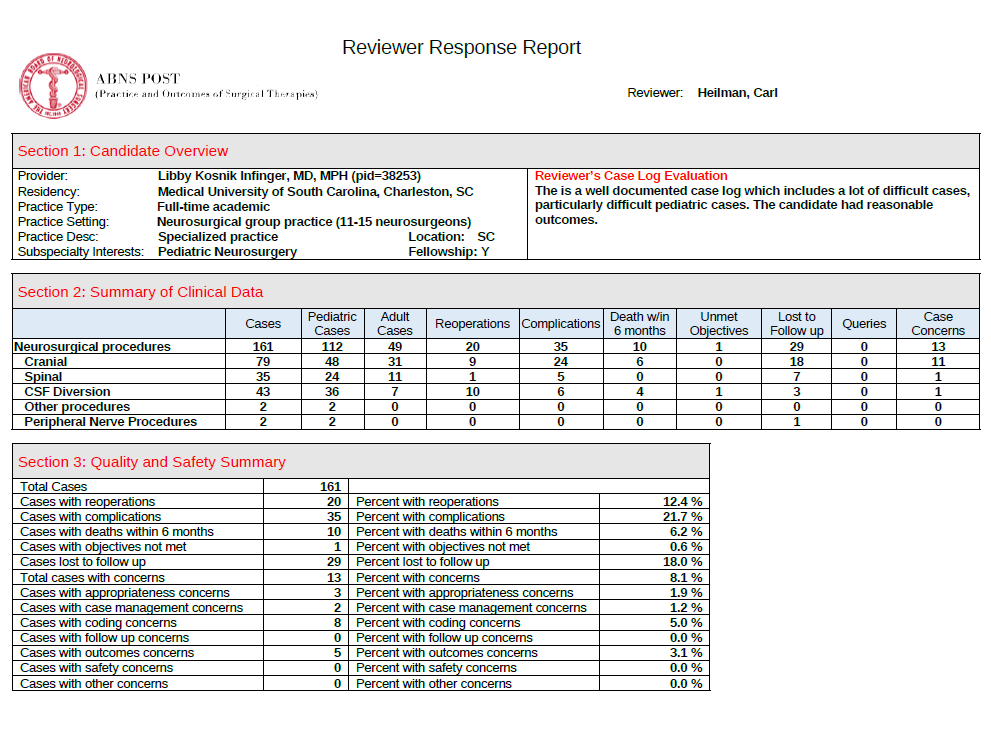 Reviewer Response Report
ABNS POST
(Practice and Outcomes of Surgical Therapies)
Reviewer: Heilman, Carl
Section 1: Candidate Overview
Provider: Libby Kosnik Infinger, MD, MPH (pid=38253)
Residency: Medical University of South Carolina, Charleston, SC
Practice Type: Full-time academic
Practice Setting: Neurosurgical group practice (11-15 neurosurgeons)
Practice Desc: Specialized practice Location: SC
Subspecialty Interests: Pediatric Neurosurgery Fellowship: Y
Reviewer's Case Log Evaluation
The is a well documented case log which includes a lot of difficult cases,
particularly difficult pediatric cases. The candidate had reasonable
outcomes.
Section 2: Summary of Clinical Data
Cases Pediatric Cases Adult Cases Reoperations Complications Death w/in 6 months Unmet Objectives Lost to Follow up Queries Case Concerns
Neurosurgical procedures 161 112 49 20 35 10 1 29 0 13
Cranial 79 48 31 9 24 6 0 18 0 11
Spinal 35 24 11 1 5 0 0 7 0 1
CSF Diversion 43 36 7 10 6 4 1 3 0 1
Other procedures 2 2 0 0 0 0 0 0 0 0
Peripheral Nerve Procedures 2 2 0 0 0 0 0 1 0 0
Section 3: Quality and Safety Summary
Total Cases 161
Cases with reoperations 20 Percent with reoperations 12.4 %
Cases with complications 35 Percent with complications 21.7 %
Cases with deaths within 6 months 10 Percent with deaths within 6 months 6.2 %
Cases with objectives not met 1 Percent with objectives not met 0.6 %
Cases lost to follow up 29 Percent lost to follow up 18.0 %
Total cases with concerns 13 Percent with concerns 8.1 %
Cases with appropriateness concerns 3 Percent with appropriateness concerns 1.9 %
Cases with case management concerns 2 Percent with case management concerns 1.2 %
Cases with coding concerns 8 Percent with coding concerns 5.0 %
Cases with follow up concerns 0 Percent with follow up concerns 0.0 %
Cases with outcomes concerns 5 Percent with outcomes concerns 3.1 %
Cases with safety concerns 0 Percent with safety concerns 0.0 %
Cases with other concerns 0 Percent with other concerns 0.0 %